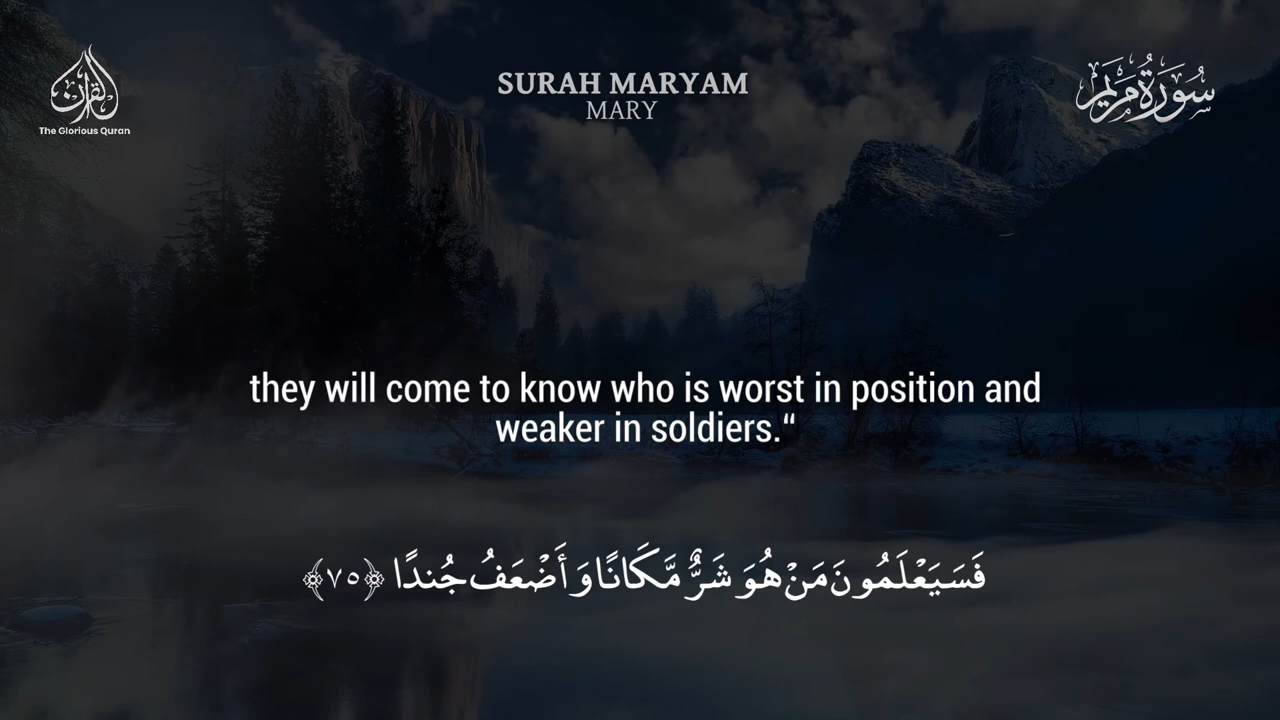 القرآن
The Glorious Quran
SURAH MARYAM
MARY
سُورَةُ مَرْيَم
they will come to know who is worst in position and
weaker in soldiers.“
فَسَيَعْلَمُونَ مَنْ هُوَ شَرٌّ مَّكَانًا وَأَضْعَفُ جُندًا ﴿٧٥﴾